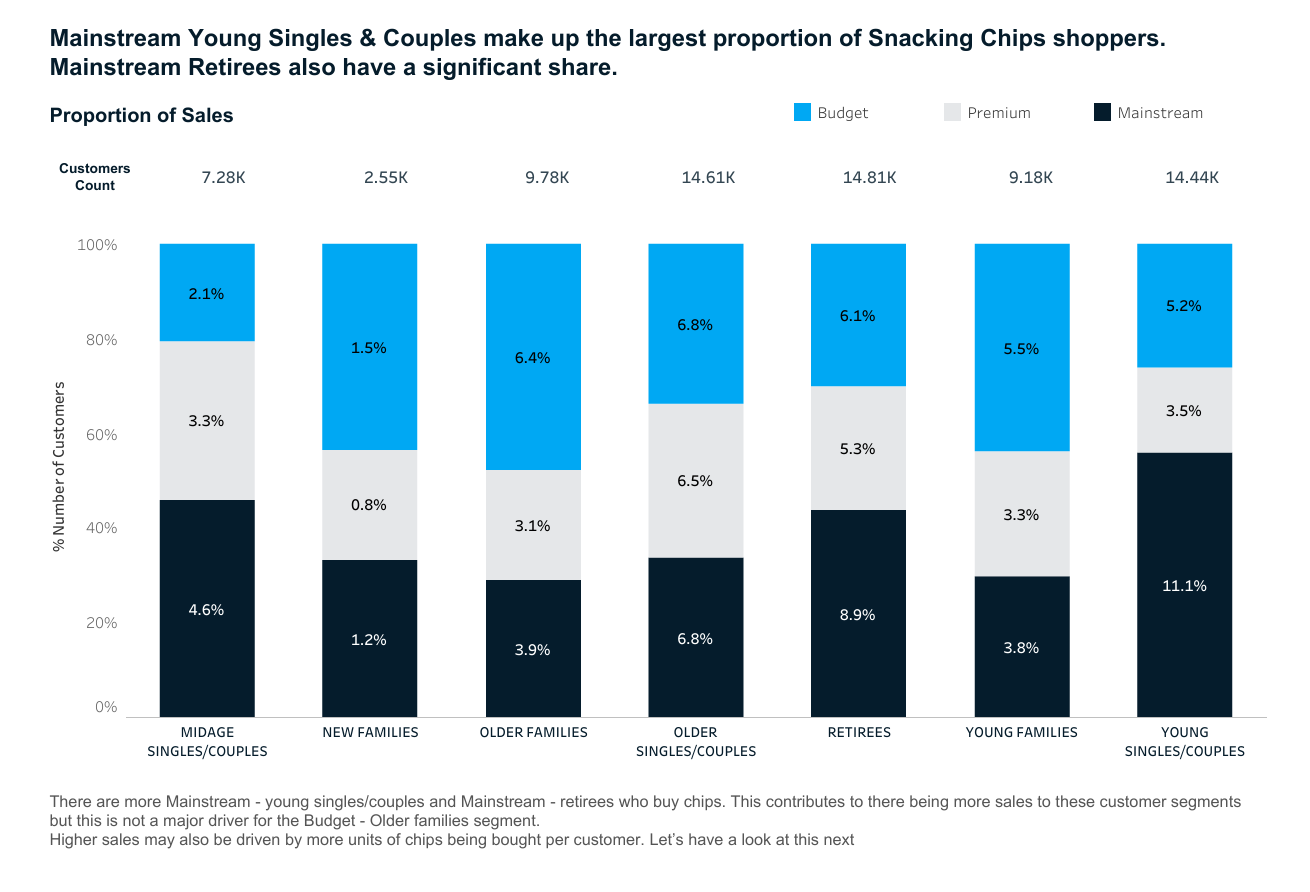 Mainstream Young Singles & Couples make up the largest proportion of Snacking Chips shoppers.
Mainstream Retirees also have a significant share.
Proportion of Sales
Budget
Premium
Mainstream
Customers
Count
7.28K
2.55K
9.78K
14.61K
14.81K
9.18K
14.44K
% Number of Customers
100%
80%
60%
40%
20%
0%
2.1%
3.3%
4.6%
1.5%
0.8%
1.2%
6.4%
3.1%
3.9%
6.8%
6.5%
6.8%
6.1%
5.3%
8.9%
5.5%
3.3%
3.8%
5.2%
3.5%
11.1%
MIDAGE
SINGLES/COUPLES
NEW FAMILIES
OLDER FAMILIES
OLDER
SINGLES/COUPLES
RETIREES
YOUNG FAMILIES
YOUNG
SINGLES/COUPLES
There are more Mainstream - young singles/couples and Mainstream - retirees who buy chips. This contributes to there being more sales to these customer segments
but this is not a major driver for the Budget - Older families segment.
Higher sales may also be driven by more units of chips being bought per customer. Let’s have a look at this next